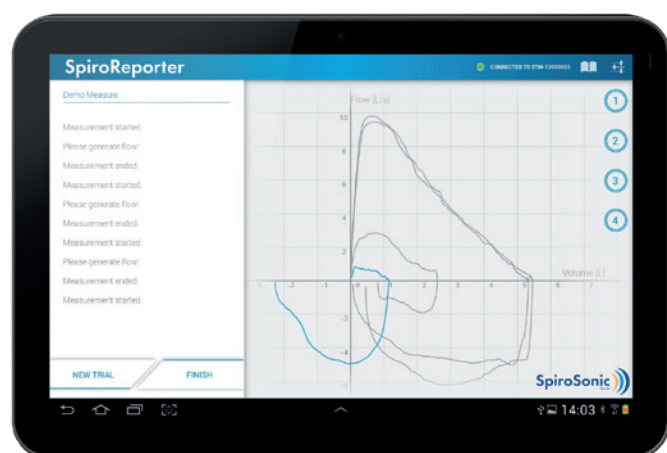 SpiroReporter
CONNECTED TO STM-10000093
Demo Measure
Measurement started.
Please generate flow!
Measurement ended.
Measurement started.
Please generate flow!
Measurement ended.
Measurement started.
Please generate flow!
Measurement ended.
Measurement started.
NEW TRIAL
FINISH
Flow [L/s]
10
8
6
4
2
-3
-2
-1
0
1
2
3
4
5
6
Volume [L]
-2
-4
-6
1
2
3
4
SpiroSonic
14:03